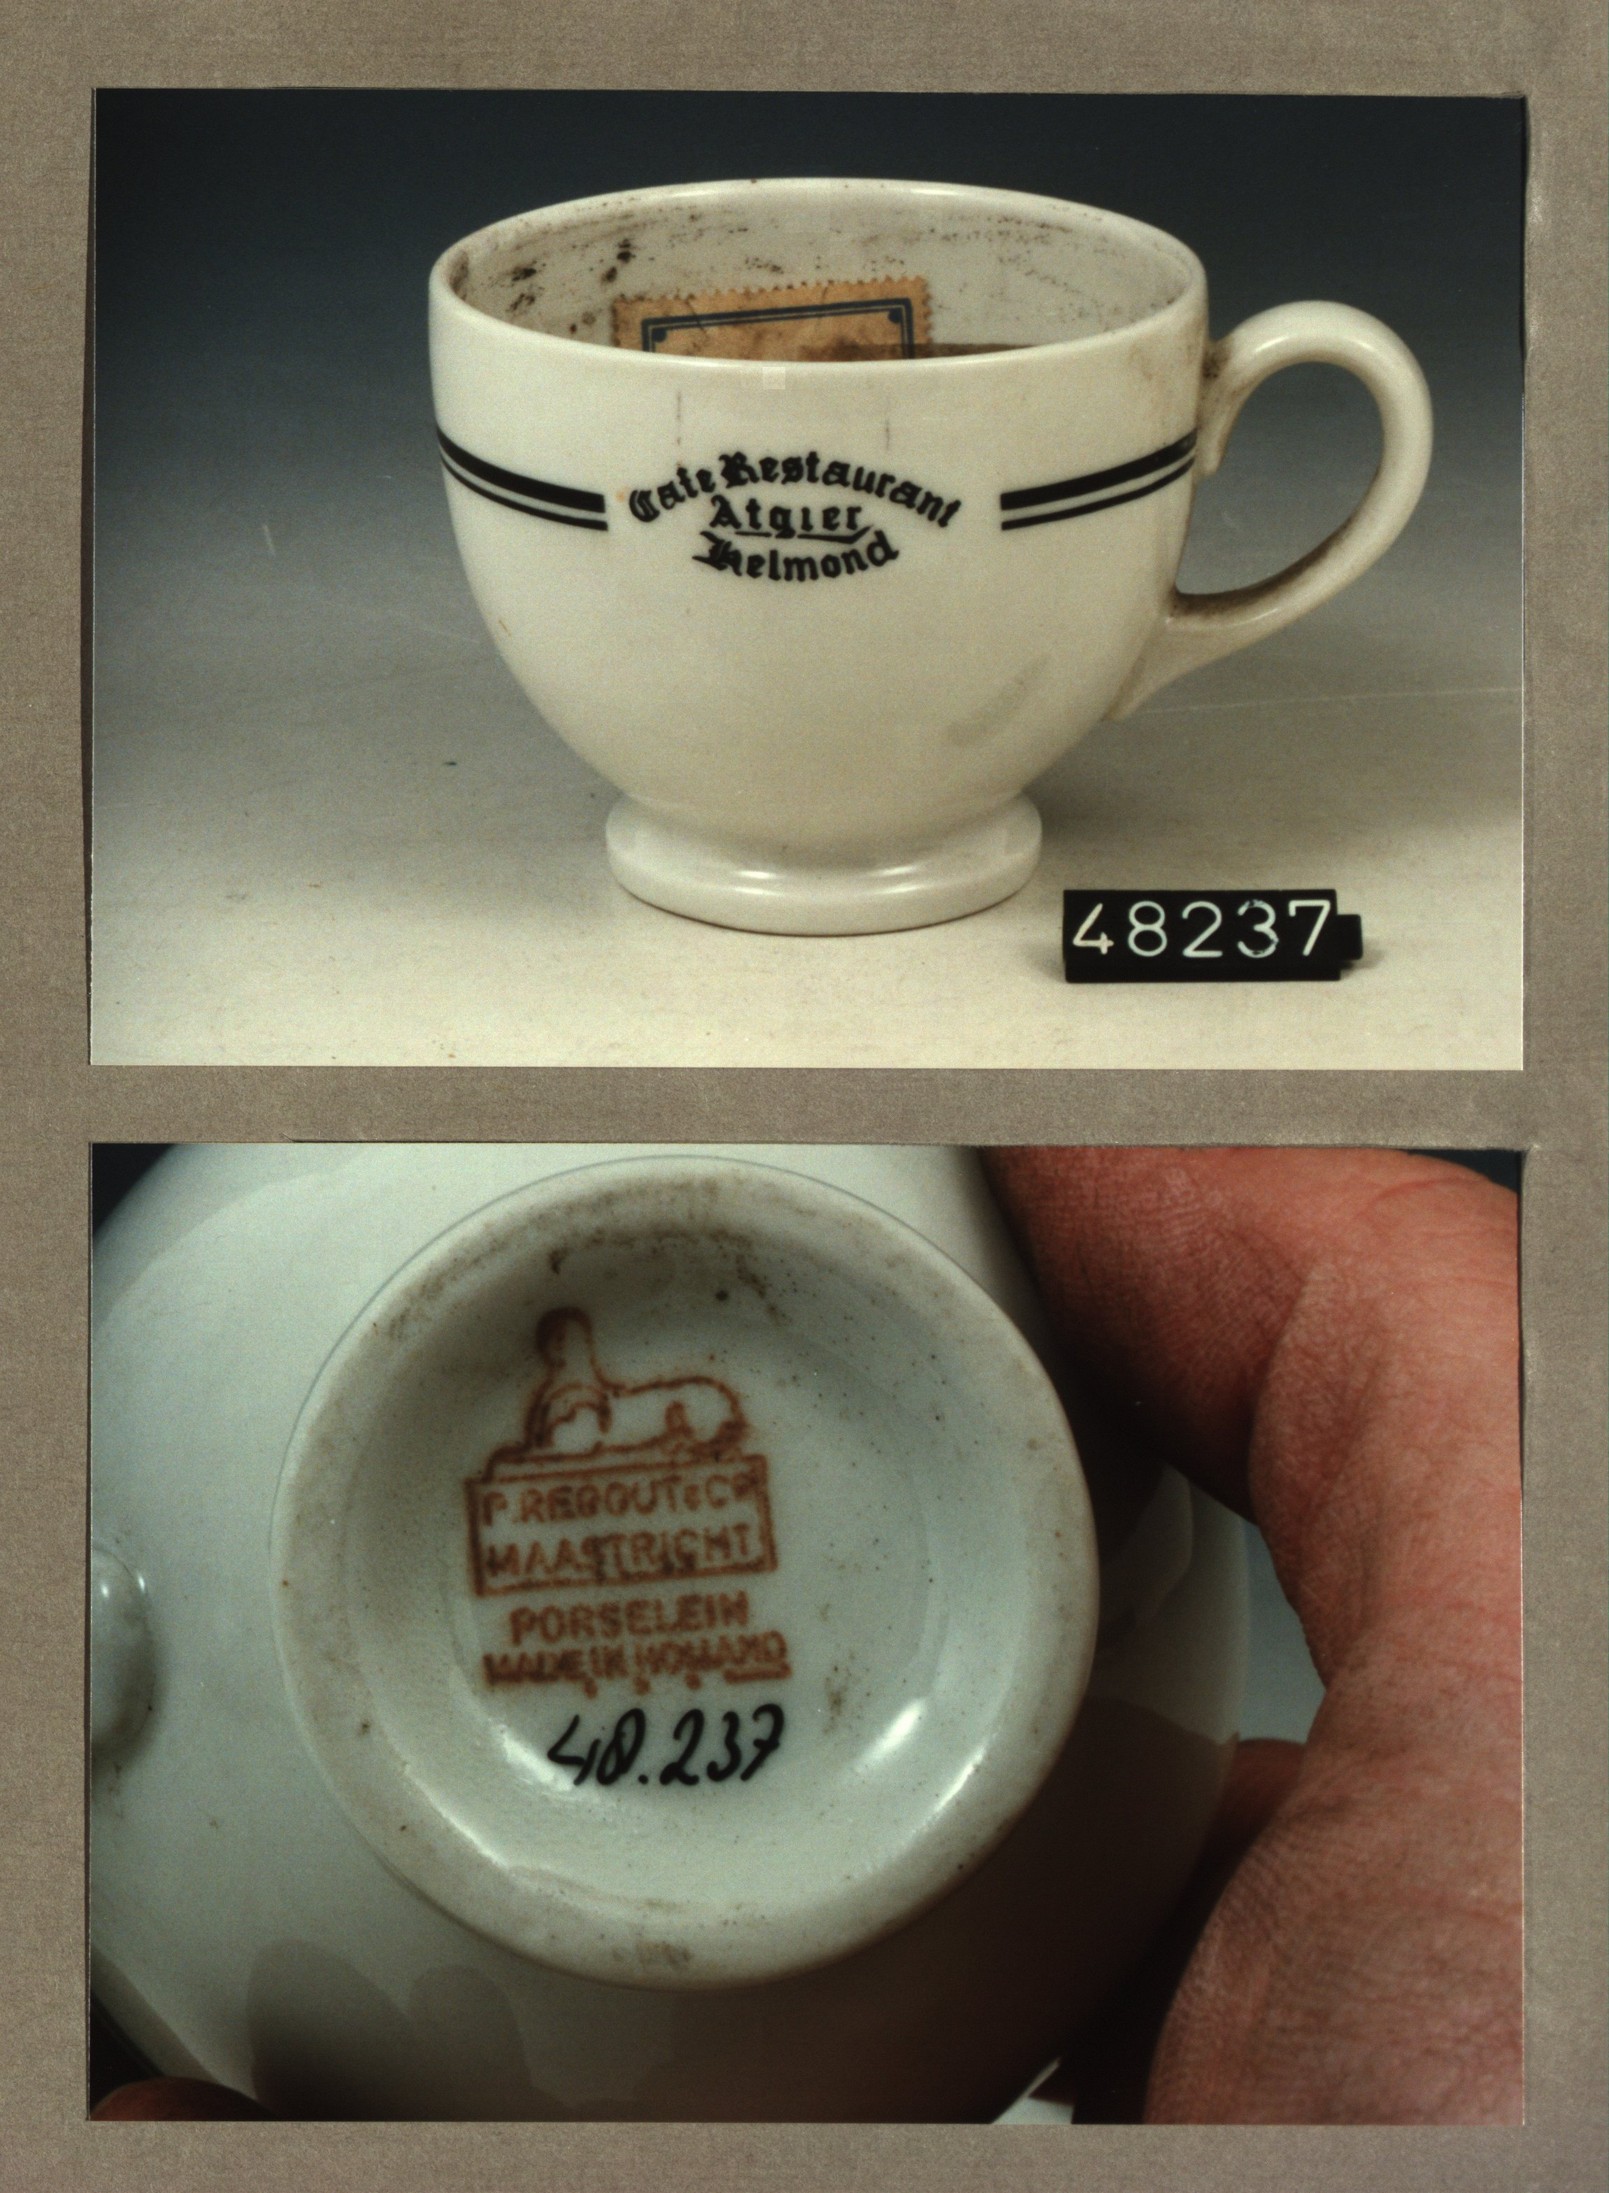 Cafe Restaurant
Atgier
Helmond
48237
P. REGOUT & Co
MAASTRICHT
PORSELEIN
MADE IN HOLLAND
48.237